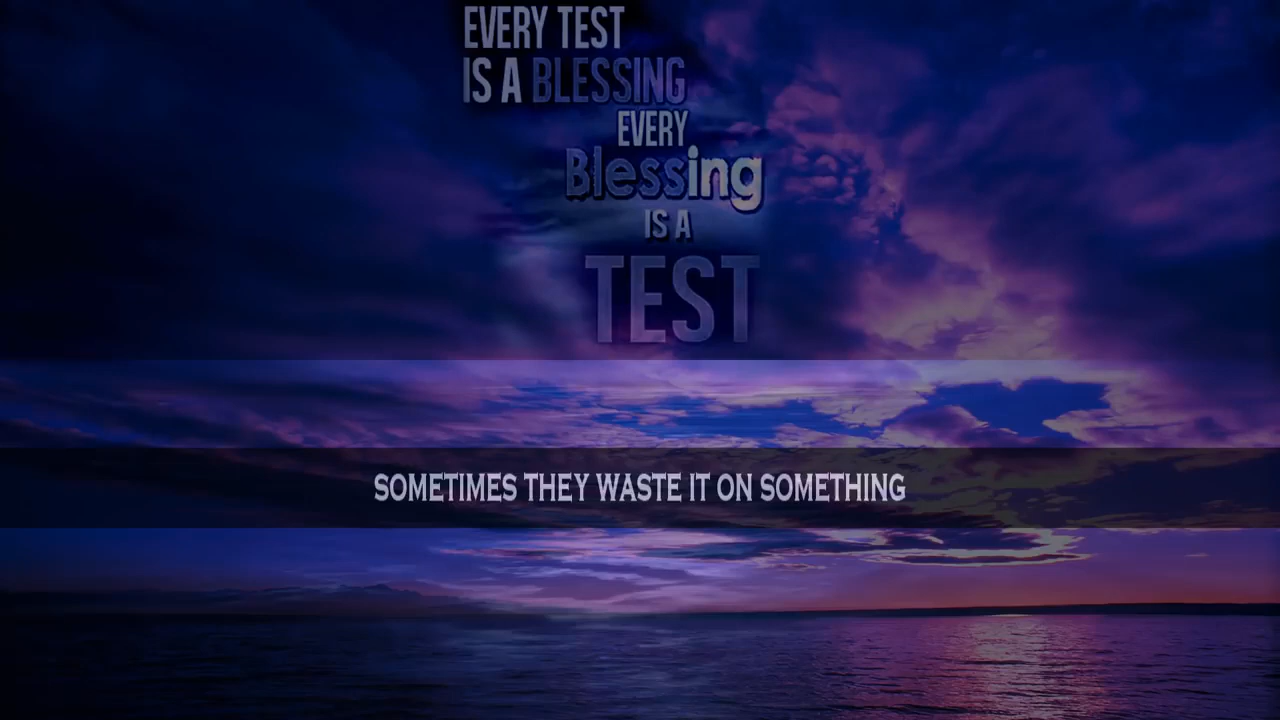 EVERY TEST
IS A BLESSING
EVERY
Blessing
IS A
TEST
SOMETIMES THEY WASTE IT ON SOMETHING